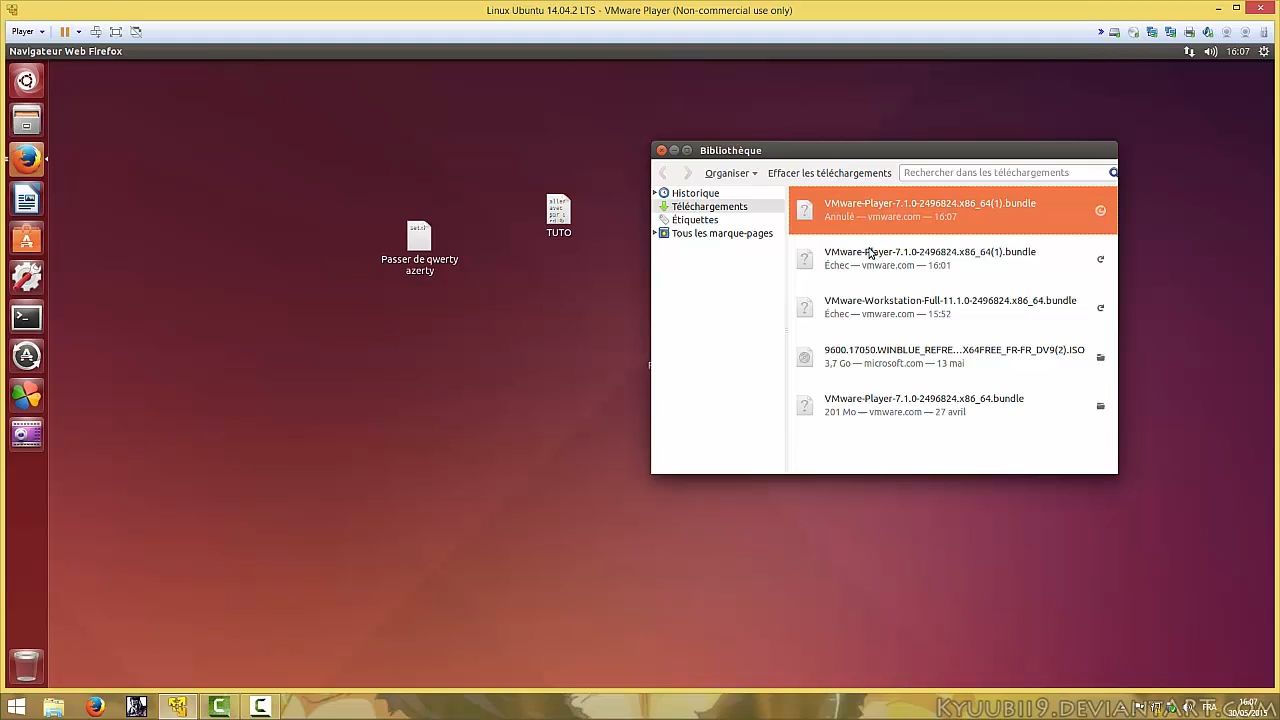 Linux Ubuntu 14.04.2 LTS - VMware Player (Non-commercial use only)
Player
Navigateur Web Firefox
16:07
Bibliothèque
Organiser
Effacer les téléchargements
Rechercher dans les téléchargements
Historique
Téléchargements
Étiquettes
Tous les marque-pages
VMware-Player-7.1.0-2496824.x86_64(1).bundle
Annulé — vmware.com — 16:07
VMware-Player-7.1.0-2496824.x86_64(1).bundle
Échec — vmware.com — 16:01
VMware-Workstation-Full-11.1.0-2496824.x86_64.bundle
Échec — vmware.com — 15:52
9600.17050.WINBLUE_REFRE...X64FREE_FR-FR_DV9(2).ISO
3,7 Go — microsoft.com — 13 mai
VMware-Player-7.1.0-2496824.x86_64.bundle
201 Mo — vmware.com — 27 avril
TUTO
Passer de qwerty
azerty
KYUUBII9.DEVIANTART.COM
FRA
16:07
30/05/2015